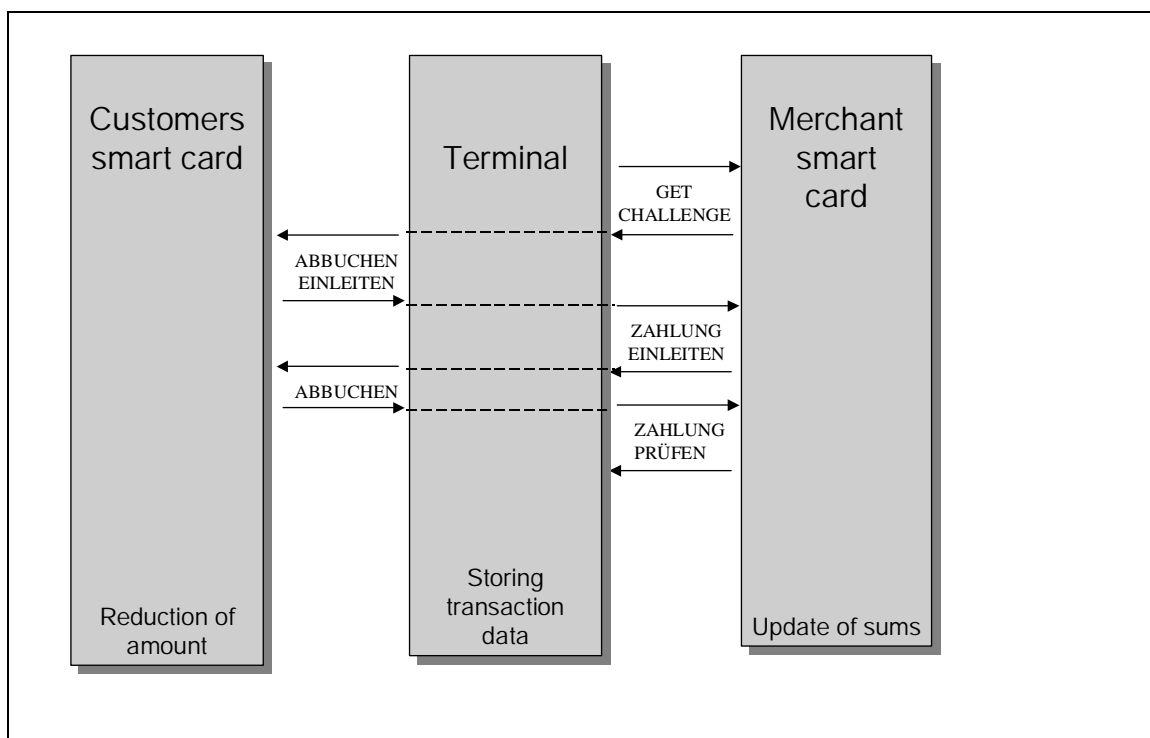 Customers
smart card
Terminal
Merchant
smart
card
GET
CHALLENGE
ABBUCHEN
EINLEITEN
ZAHLUNG
EINLEITEN
ABBUCHEN
ZAHLUNG
PRÜFEN
Reduction of
amount
Storing
transaction
data
Update of sums